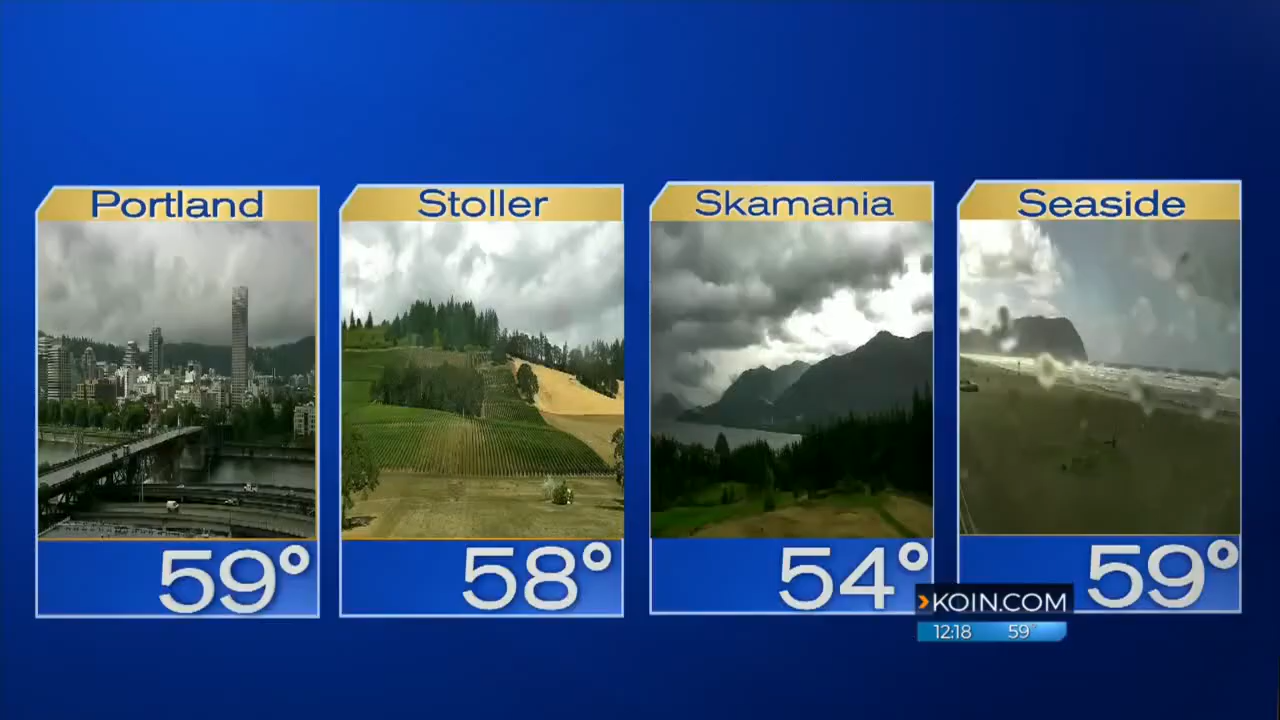 Portland
Stoller
Skamania
Seaside
59°
58°
54°
59°
KOIN.COM
12:18 59°